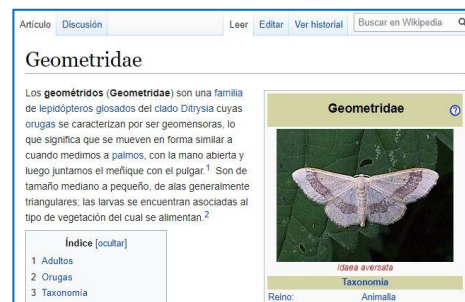 Artículo Discusión Leer Editar Ver historial Buscar en Wikipedia
Geometridae
Los geométridos (Geometridae) son una familia
de lepidópteros glosados del clado Ditrysia cuyas
orugas se caracterizan por ser geomensoras, lo
que significa que se mueven en forma similar a
cuando medimos a palmos, con la mano abierta y
luego juntamos el meñique con el pulgar.1 Son de
tamaño mediano a pequeño, de alas generalmente
triangulares; las larvas se encuentran asociadas al
tipo de vegetación del cual se alimentan.2
Índice [ocultar]
1 Adultos
2 Orugas
3 Taxonomía
Geometridae ?
Idaea aversata
Taxonomía
Reino: Animalia